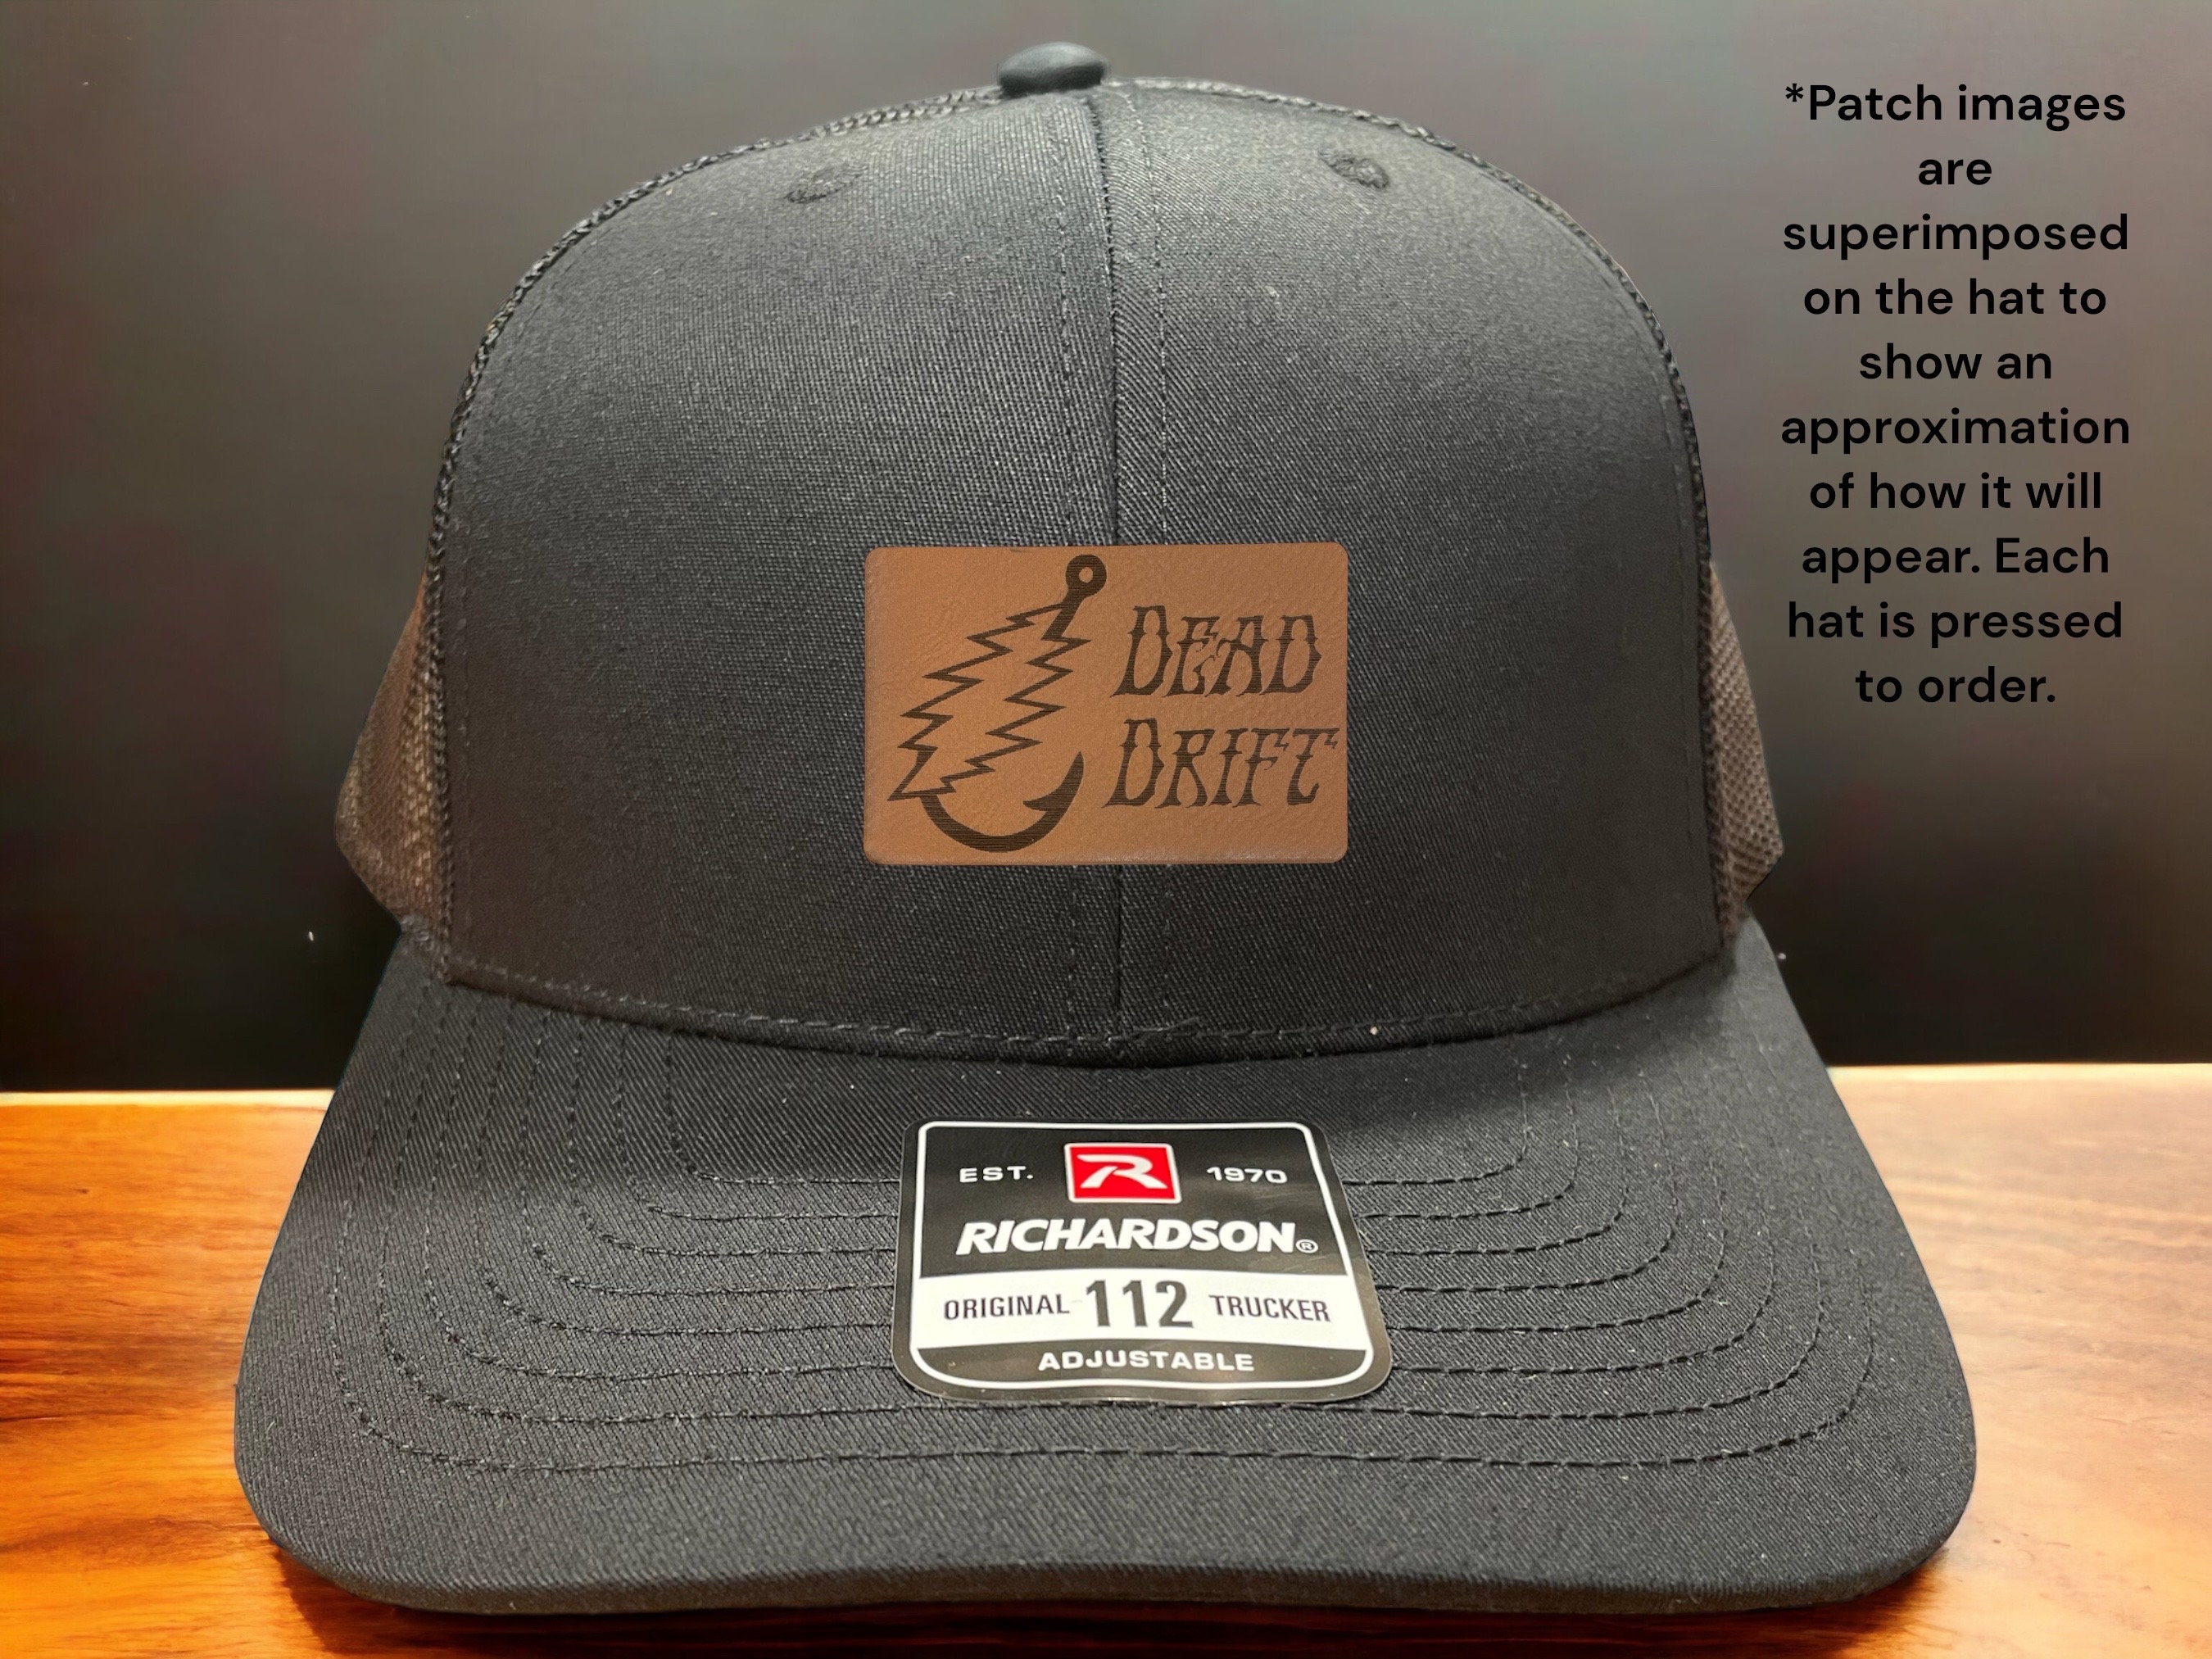 *Patch images
are
superimposed
on the hat to
show an
approximation
of how it will
appear. Each
hat is pressed
to order.
DEAD
DRIFT
EST. R 1970
RICHARDSON®
ORIGINAL 112 TRUCKER
ADJUSTABLE